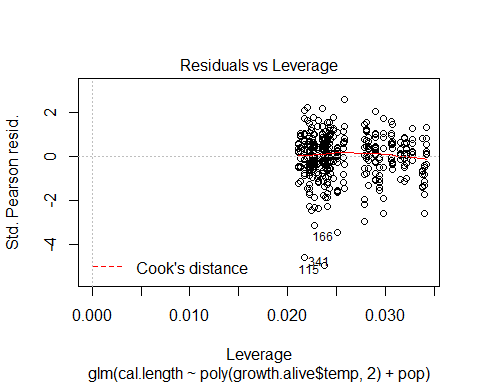 Residuals vs Leverage
Std. Pearson resid.
2
0
-2
-4
166
341
115
Cook's distance
0.000
0.010
0.020
0.030
Leverage
glm(cal.length ~ poly(growth.alive$temp, 2) + pop)